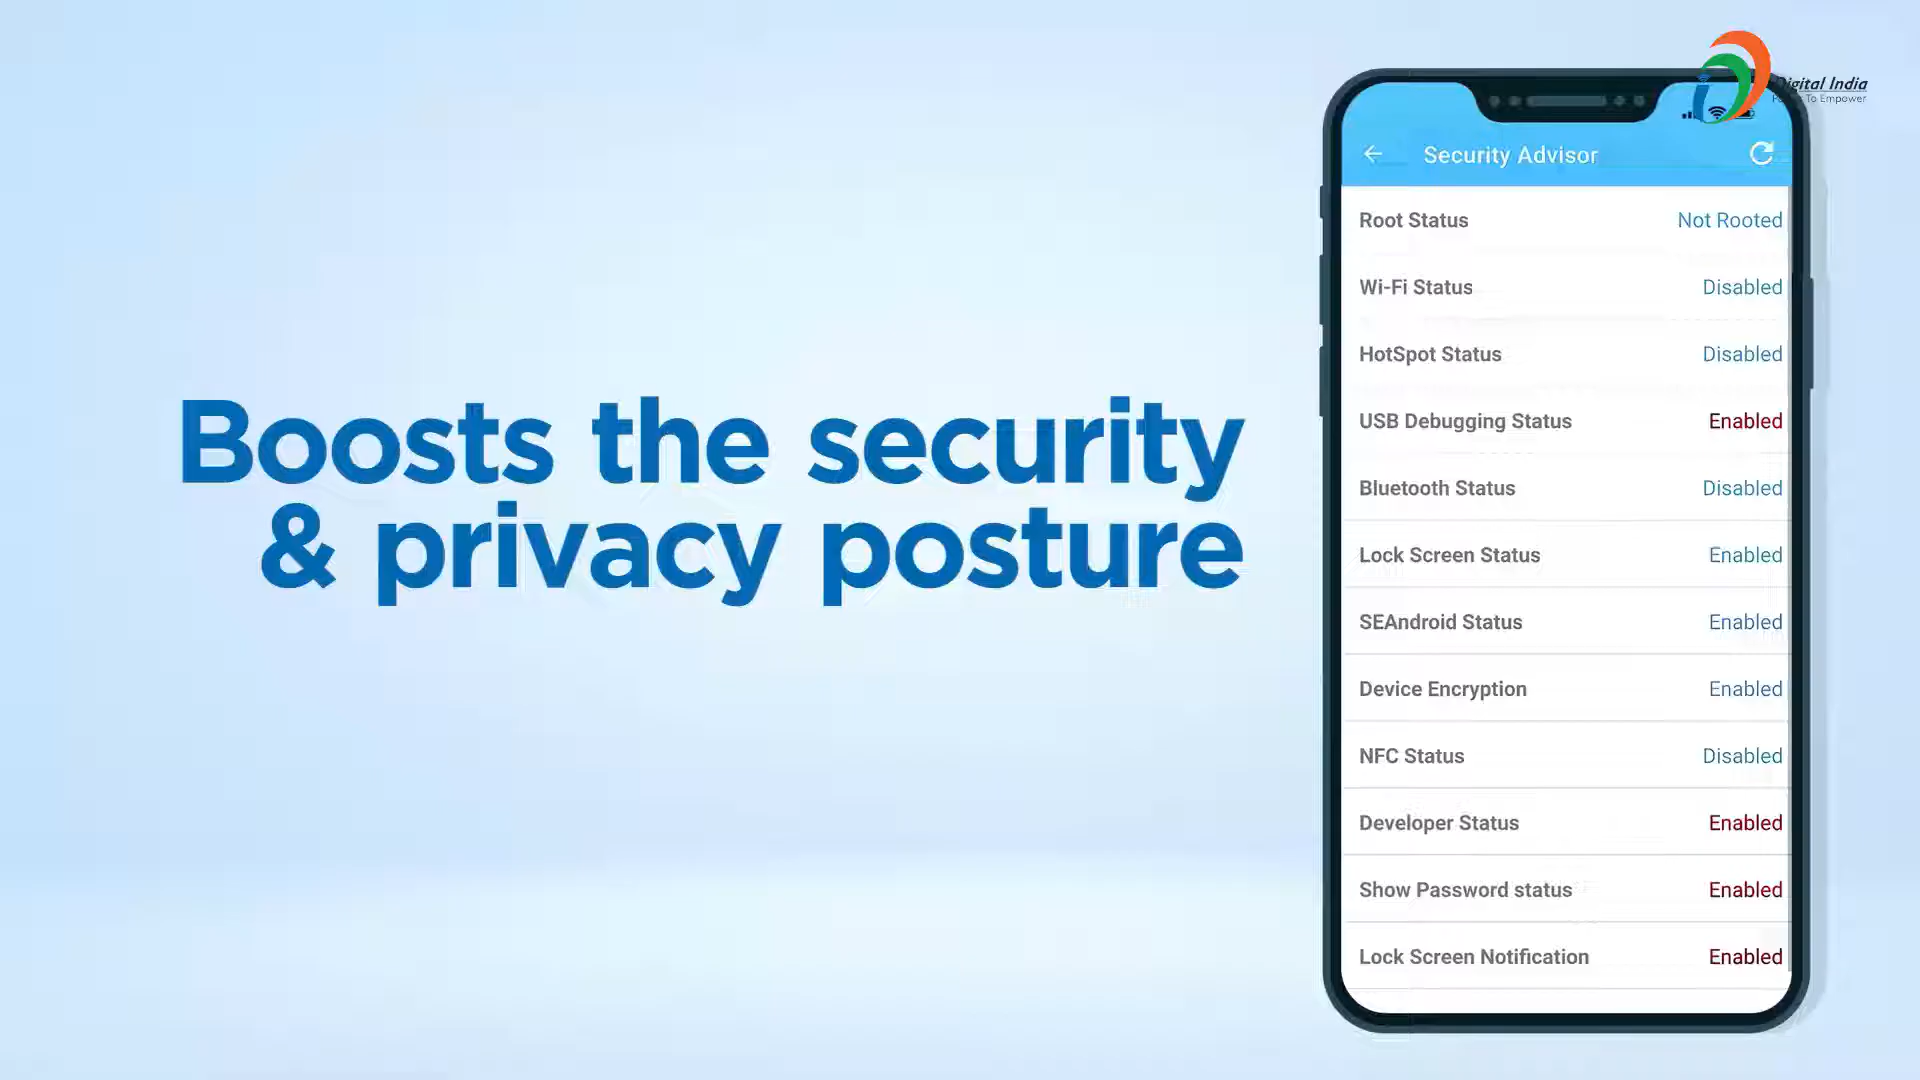 Boosts the security
& privacy posture
Digital India
To Empower
Security Advisor
Root Status Not Rooted
Wi-Fi Status Disabled
HotSpot Status Disabled
USB Debugging Status Enabled
Bluetooth Status Disabled
Lock Screen Status Enabled
SEAndroid Status Enabled
Device Encryption Enabled
NFC Status Disabled
Developer Status Enabled
Show Password status Enabled
Lock Screen Notification Enabled